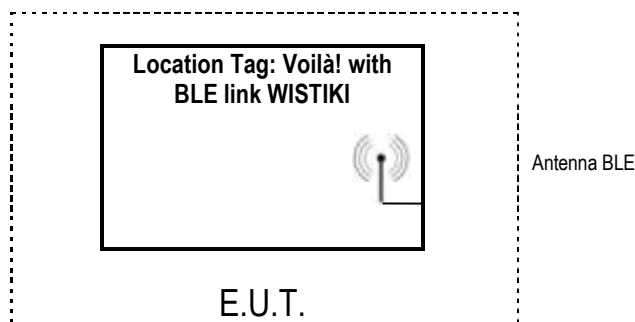 Location Tag: Voilà! with
BLE link WISTIKI
Antenna BLE
E.U.T.